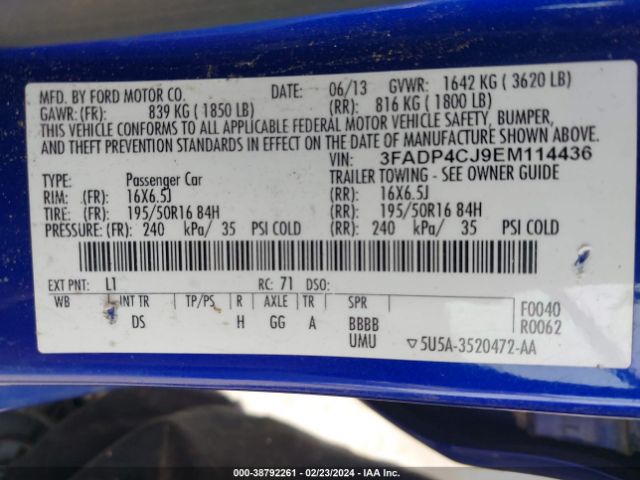 MFD. BY FORD MOTOR CO. DATE: 06/13 GVWR: 1642 KG ( 3620 LB)
GAWR: (FR): 839 KG ( 1850 LB) (RR): 816 KG ( 1800 LB)
THIS VEHICLE CONFORMS TO ALL APPLICABLE FEDERAL MOTOR VEHICLE SAFETY, BUMPER,
AND THEFT PREVENTION STANDARDS IN EFFECT ON THE DATE OF MANUFACTURE SHOWN ABOVE.
VIN: 3FADP4CJ9EM114436
TYPE: Passenger Car TRAILER TOWING - SEE OWNER GUIDE
RIM: (FR) 16X6.5J (RR): 16X6.5J
TIRE: (FR) 195/50R16 84H (RR): 195/50R16 84H
PRESSURE: (FR) 240 kPa/ 35 PSI COLD (RR): 240 kPa/ 35 PSI COLD
EXT PNT: L1 RC: 71 DSO:
WB INT TR TP/PS R AXLE TR SPR F0040
DS H GG A BBBB R0062
UMU ▽5U5A-3520472-AA
000-38792261 - 02/23/2024 - IAA Inc.